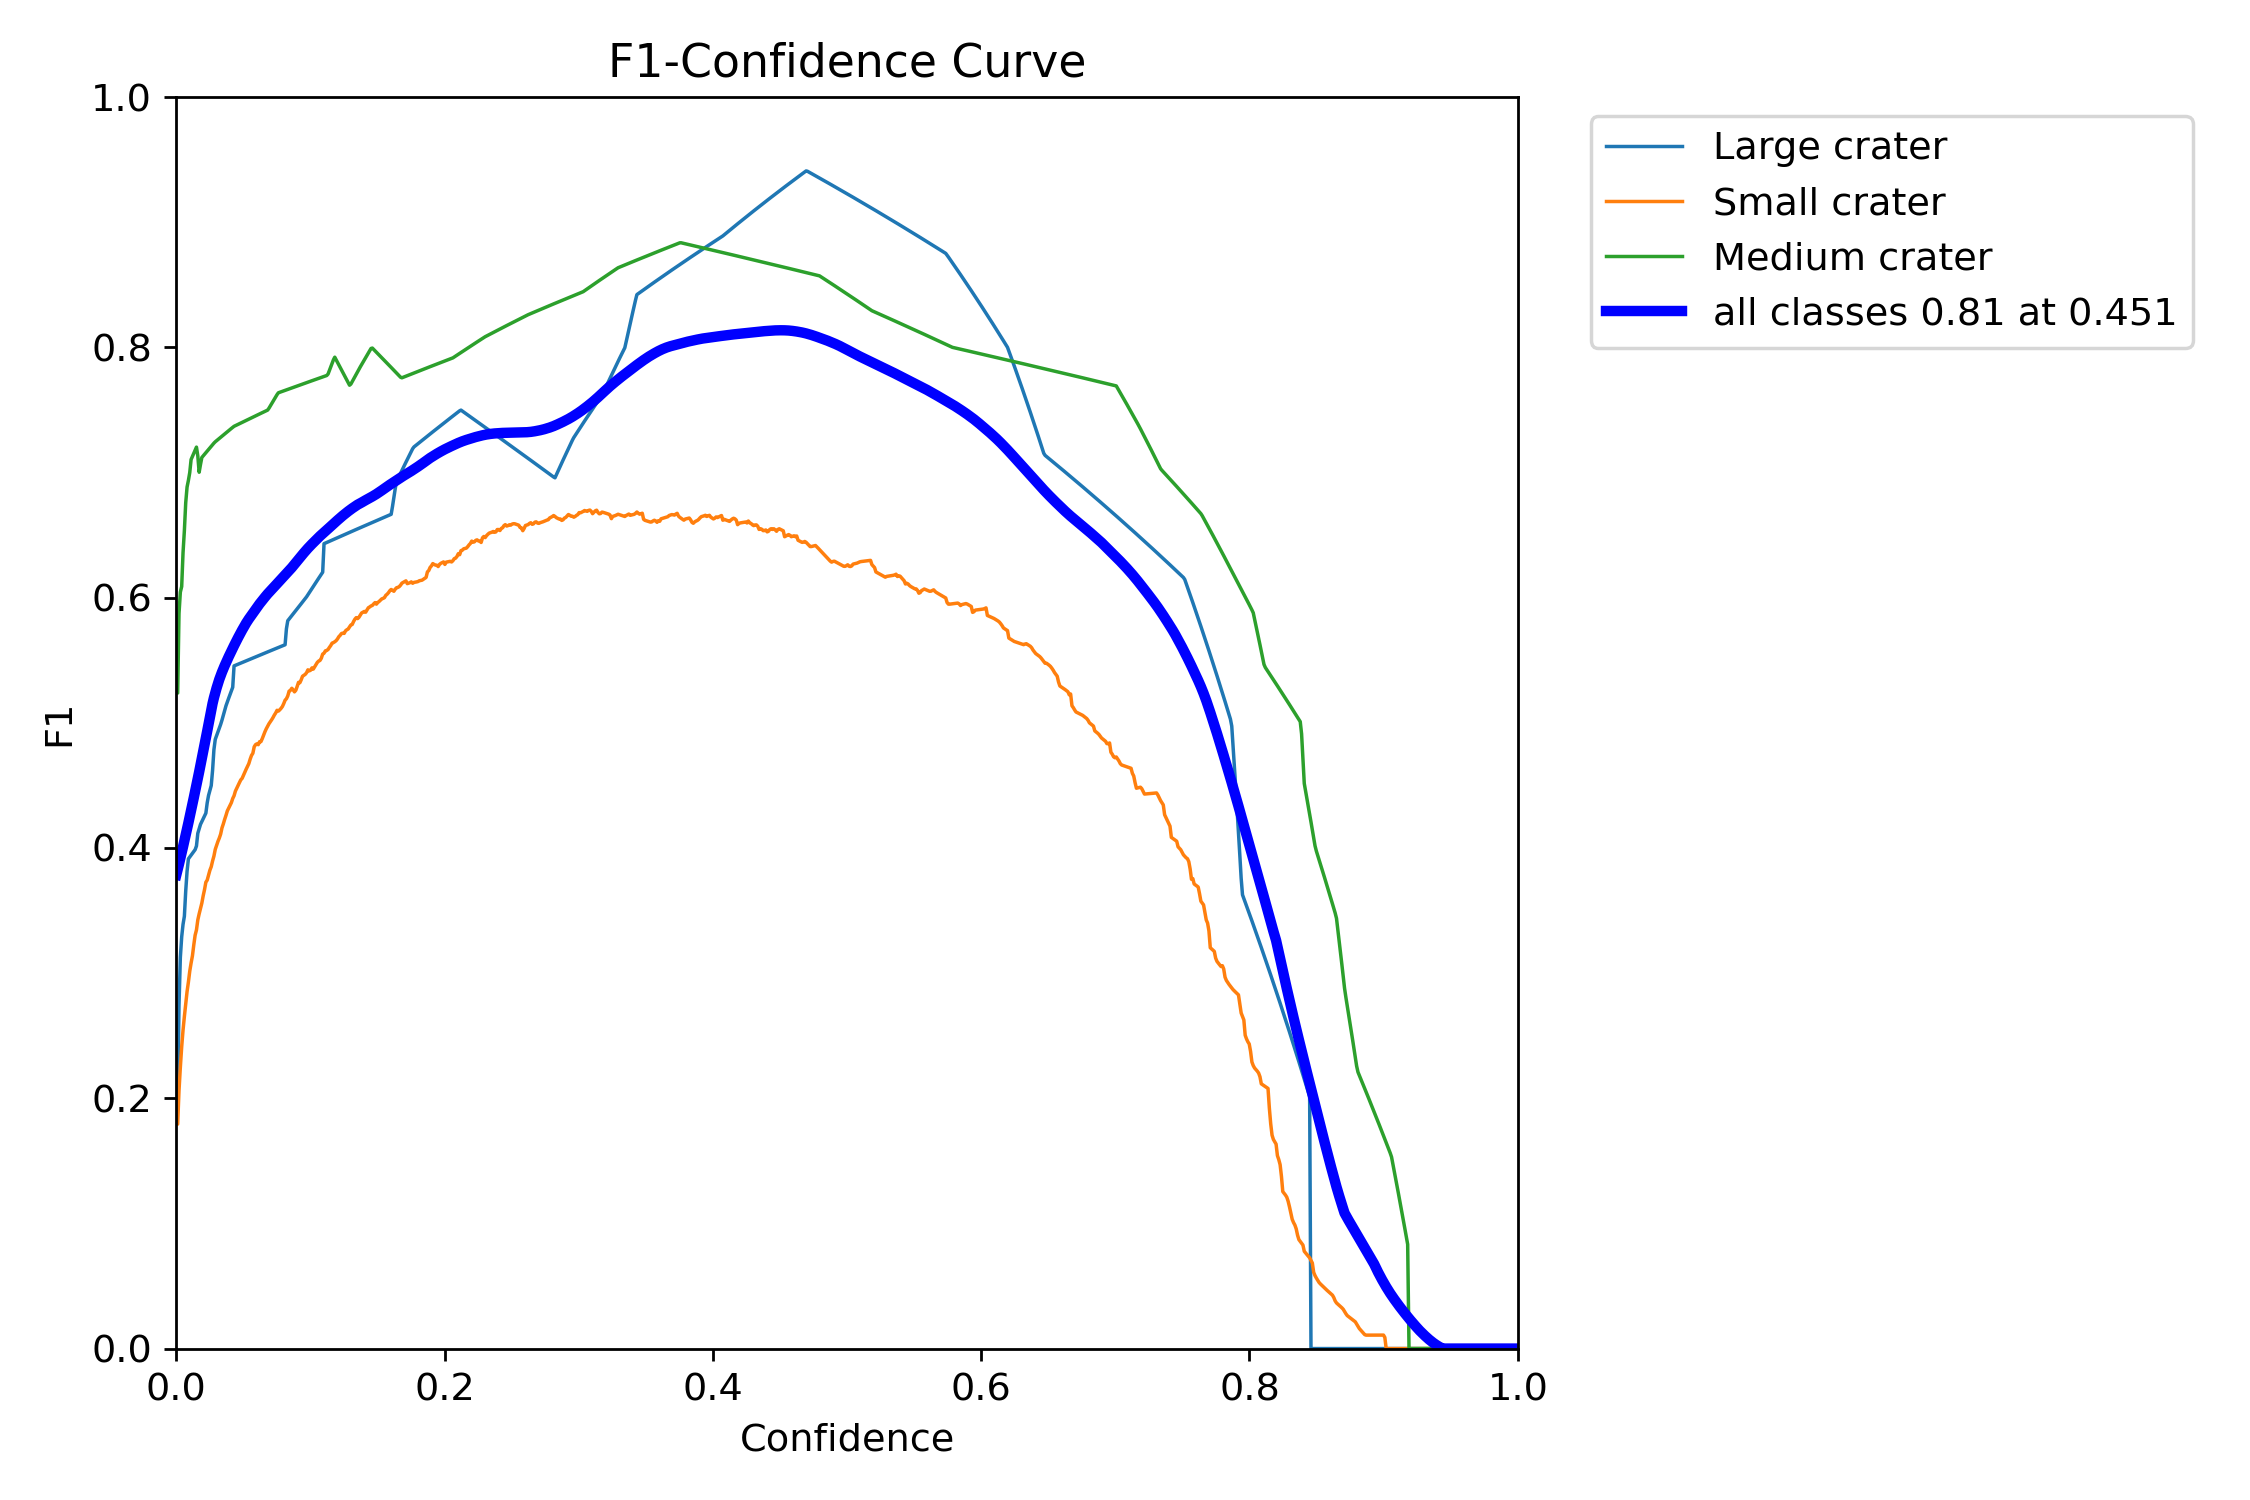 F1-Confidence Curve
1.0
0.8
0.6
0.4
0.2
0.0
F1
0.0 0.2 0.4 0.6 0.8 1.0
Confidence
Large crater
Small crater
Medium crater
all classes 0.81 at 0.451